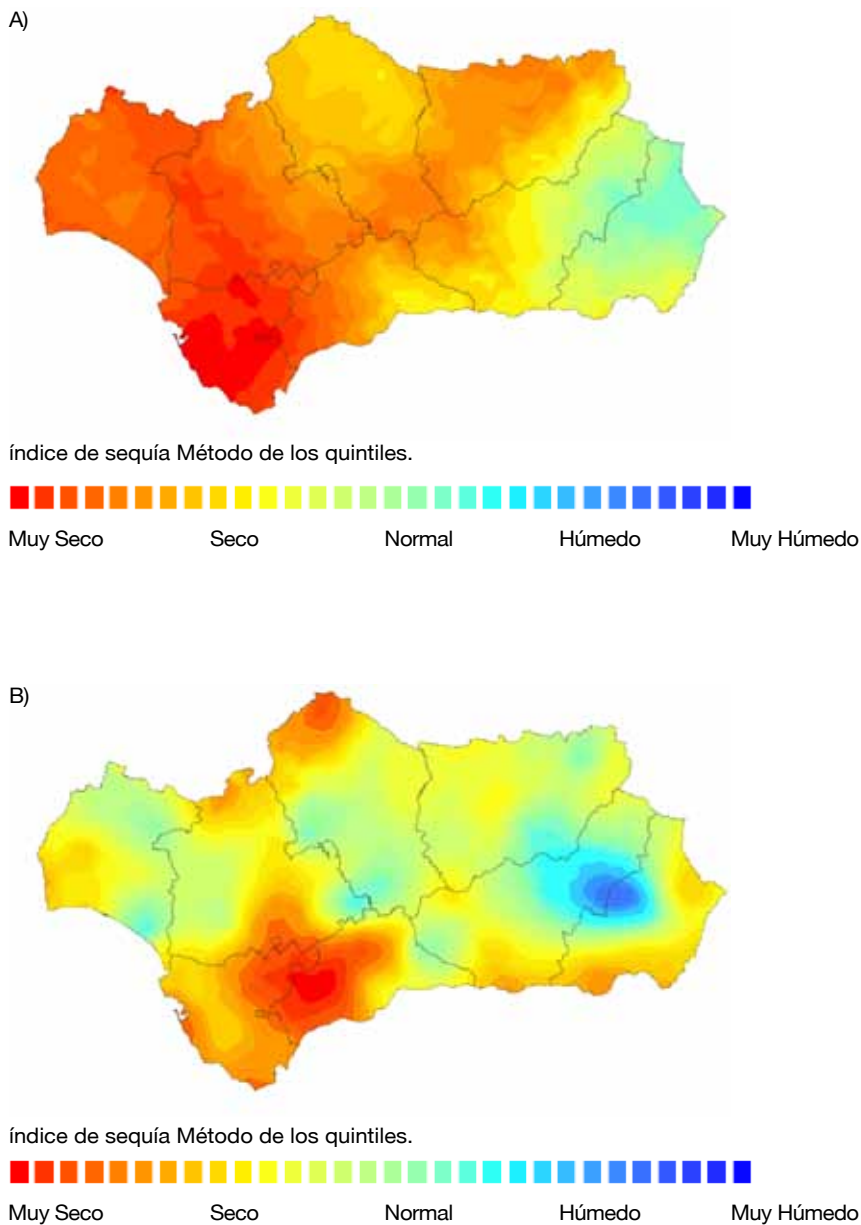 A)
índice de sequía Método de los quintiles.
Muy Seco Seco Normal Húmedo Muy Húmedo
B)
índice de sequía Método de los quintiles.
Muy Seco Seco Normal Húmedo Muy Húmedo